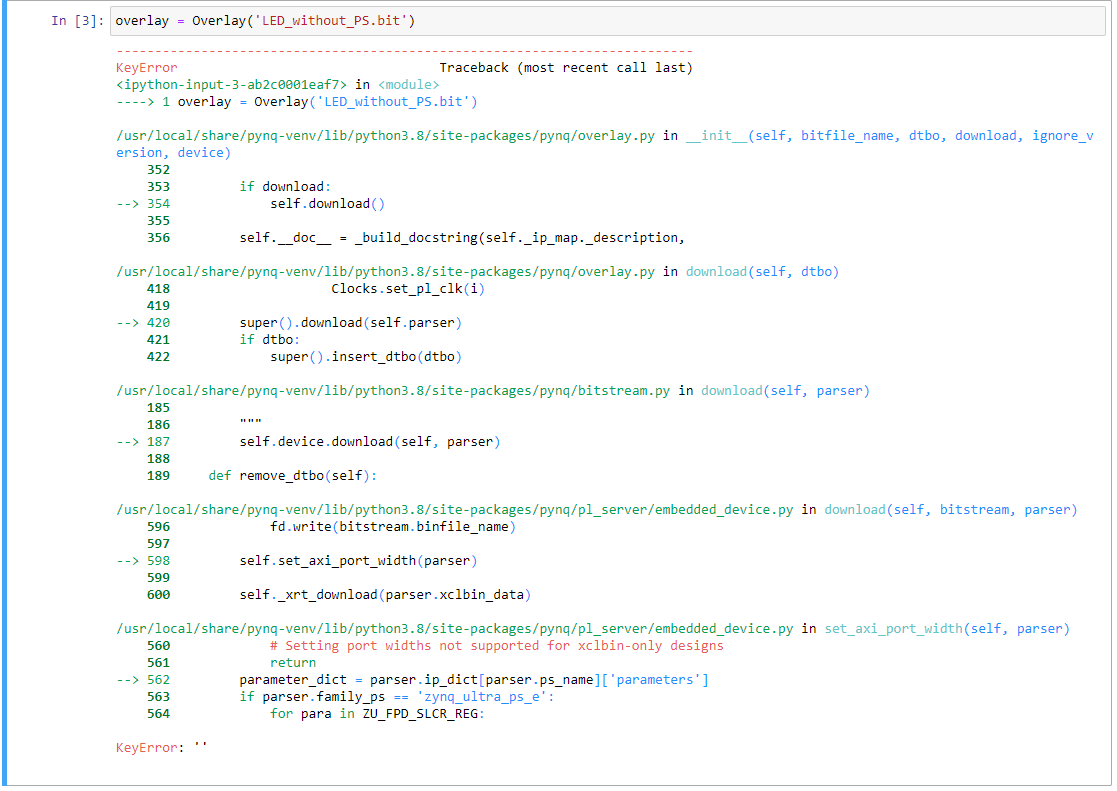 In [3]: overlay = Overlay('LED_without_PS.bit')
---------------------------------------------------------------------------
KeyError                                  Traceback (most recent call last)
<ipython-input-3-ab2c0001eaf7> in <module>
----> 1 overlay = Overlay('LED_without_PS.bit')
/usr/local/share/pynq-venv/lib/python3.8/site-packages/pynq/overlay.py in __init__(self, bitfile_name, dtbo, download, ignore_v
ersion, device)
    352
    353         if download:
--> 354             self.download()
    355
    356         self.__doc__ = _build_docstring(self._ip_map._description,
/usr/local/share/pynq-venv/lib/python3.8/site-packages/pynq/overlay.py in download(self, dtbo)
    418                     Clocks.set_pl_clk(i)
    419
--> 420         super().download(self.parser)
    421         if dtbo:
    422             super().insert_dtbo(dtbo)
/usr/local/share/pynq-venv/lib/python3.8/site-packages/pynq/bitstream.py in download(self, parser)
    185
    186         """
--> 187         self.device.download(self, parser)
    188
    189     def remove_dtbo(self):
/usr/local/share/pynq-venv/lib/python3.8/site-packages/pynq/pl_server/embedded_device.py in download(self, bitstream, parser)
    596             fd.write(bitstream.binfile_name)
    597
--> 598         self.set_axi_port_width(parser)
    599
    600         self._xrt_download(parser.xclbin_data)
/usr/local/share/pynq-venv/lib/python3.8/site-packages/pynq/pl_server/embedded_device.py in set_axi_port_width(self, parser)
    560             # Setting port widths not supported for xclbin-only designs
    561             return
--> 562         parameter_dict = parser.ip_dict[parser.ps_name]['parameters']
    563         if parser.family_ps == 'zynq_ultra_ps_e':
    564             for para in ZU_FPD_SLCR_REG:
KeyError: ''